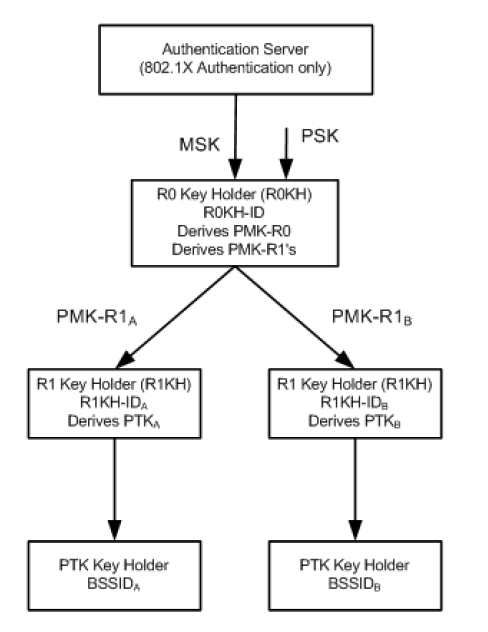 Authentication Server
(802.1X Authentication only)
MSK
PSK
R0 Key Holder (R0KH)
R0KH-ID
Derives PMK-R0
Derives PMK-R1's
PMK-R1A
PMK-R1B
R1 Key Holder (R1KH)
R1KH-IDA
Derives PTKA
R1 Key Holder (R1KH)
R1KH-IDB
Derives PTKB
PTK Key Holder
BSSIDA
PTK Key Holder
BSSIDB